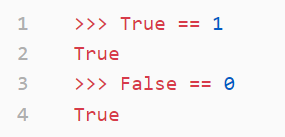 1 >>> True == 1
2 True
3 >>> False == 0
4 True